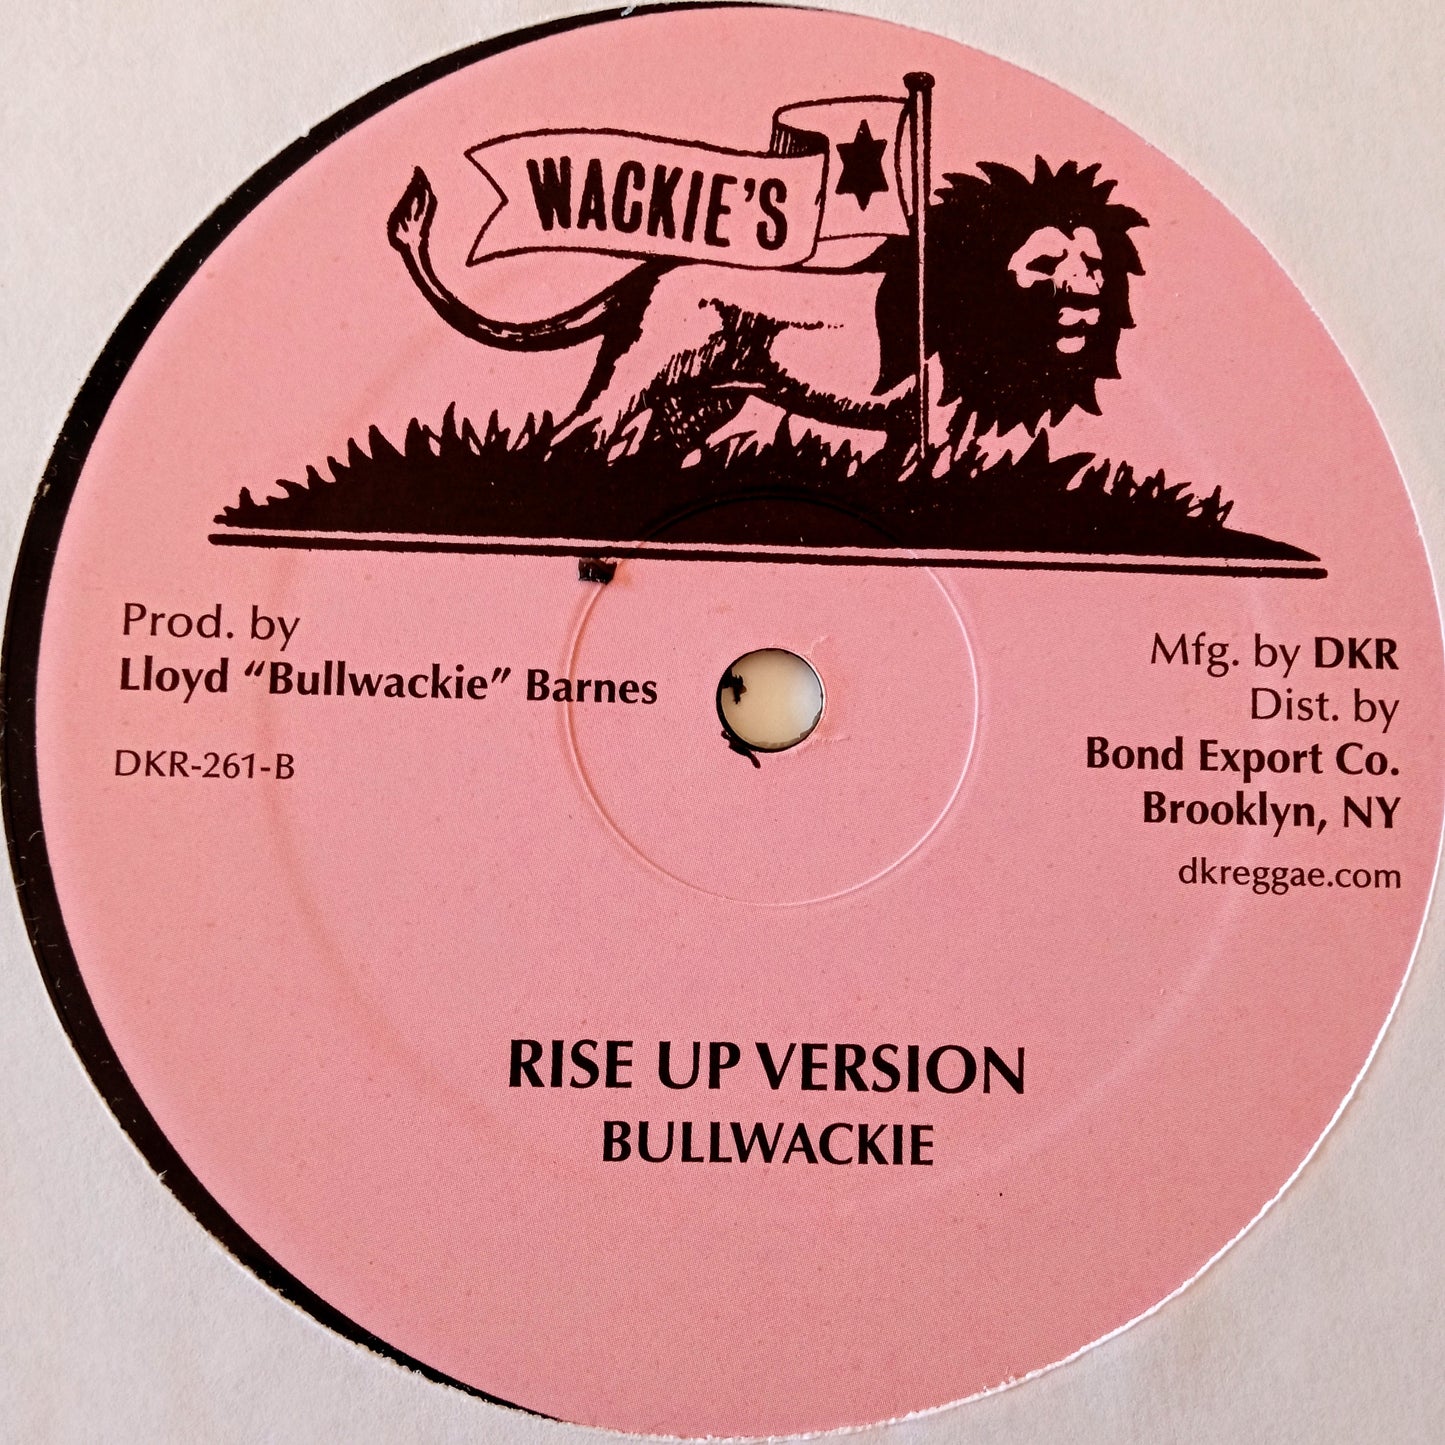 WACKIE'S
Prod. by
Lloyd “Bullwackie” Barnes
DKR-261-B
Mfg. by DKR
Dist. by
Bond Export Co.
Brooklyn, NY
dkreggae.com
RISE UP VERSION
BULLWACKIE